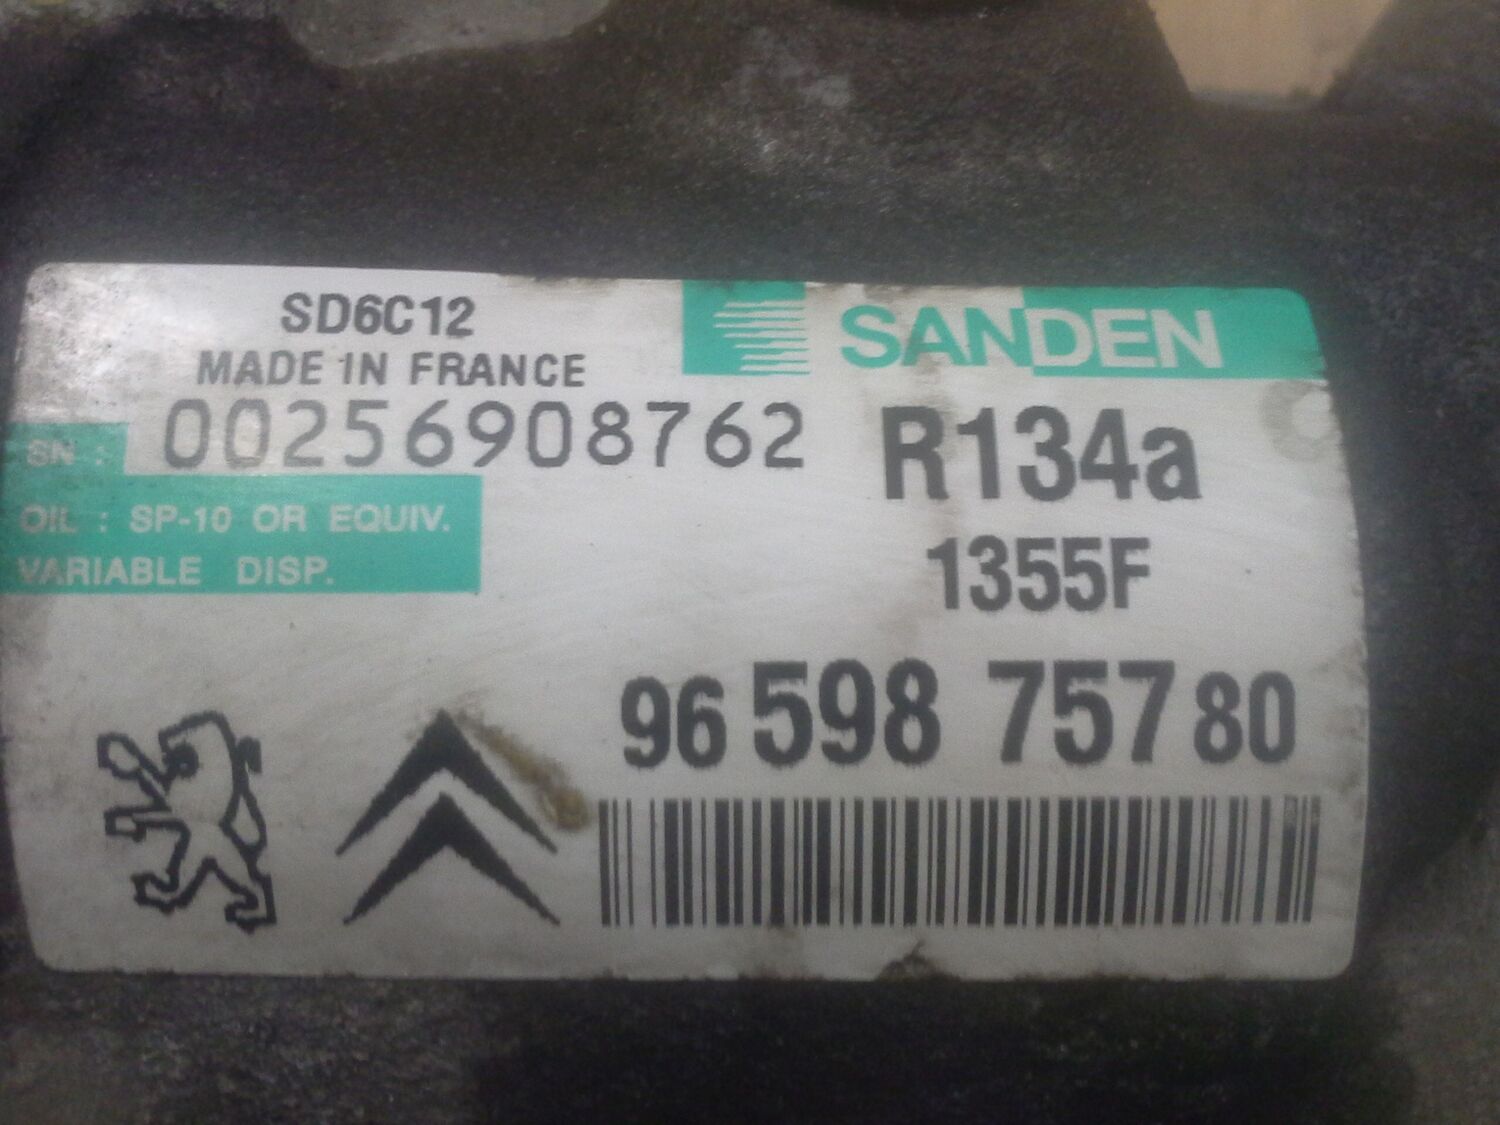 SD6C12
MADE IN FRANCE
SANDEN
SN : 00256908762
R134a
OIL : SP-10 OR EQUIV.
VARIABLE DISP.
1355F
96 598 757 80